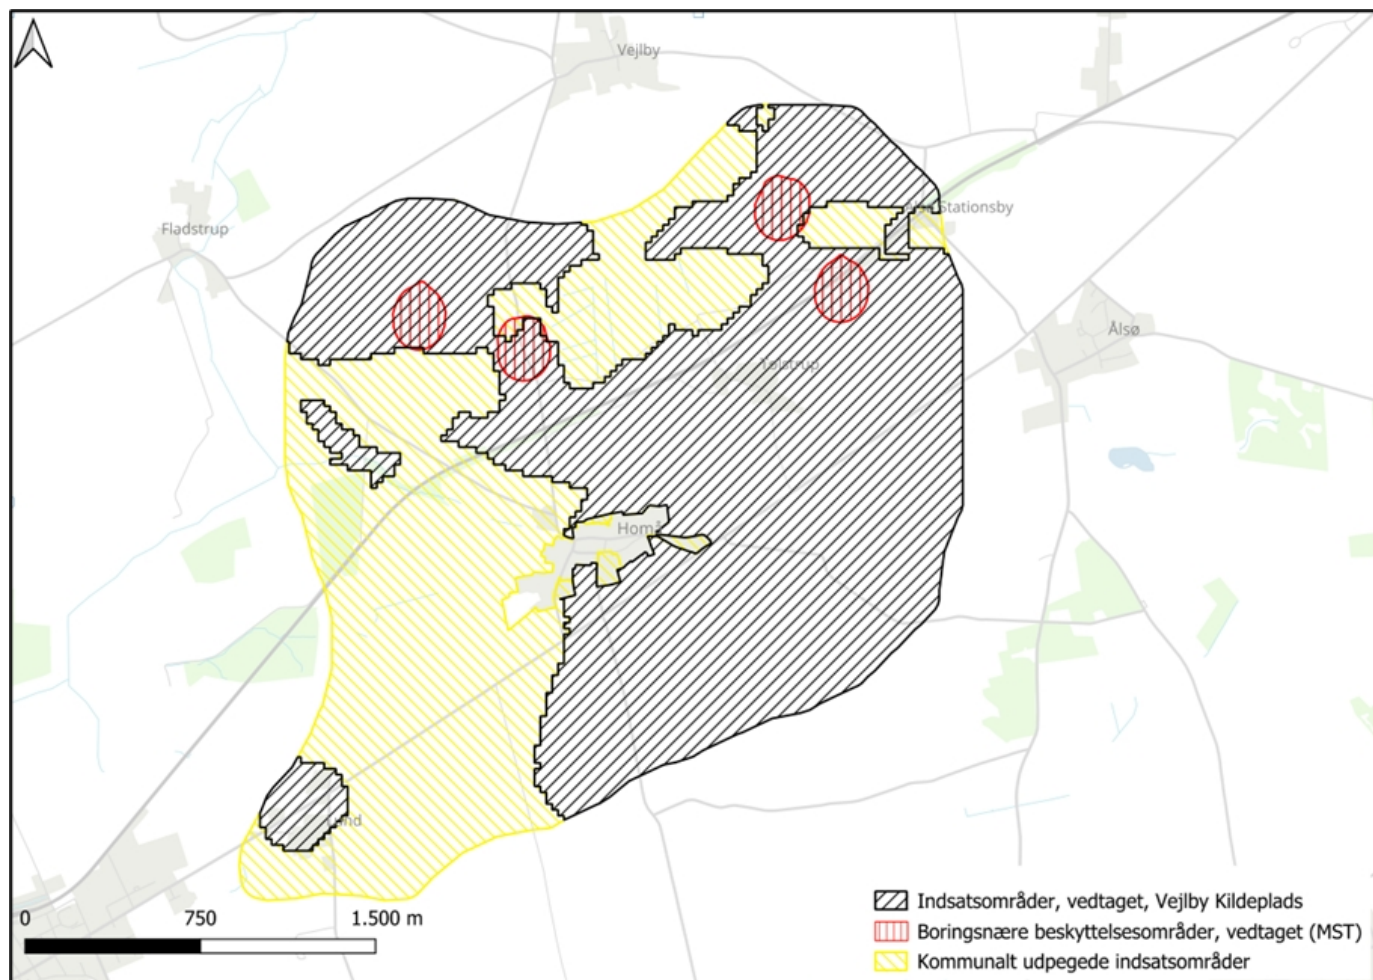 Vejlby
Stationsby
Fladstrup
Ålsø
Tolstrup
Homå
Lund
0 750 1.500 m
Indsatsområder, vedtaget, Vejlby Kildeplads
Boringsnære beskyttelsesområder, vedtaget (MST)
Kommunalt udpegede indsatsområder